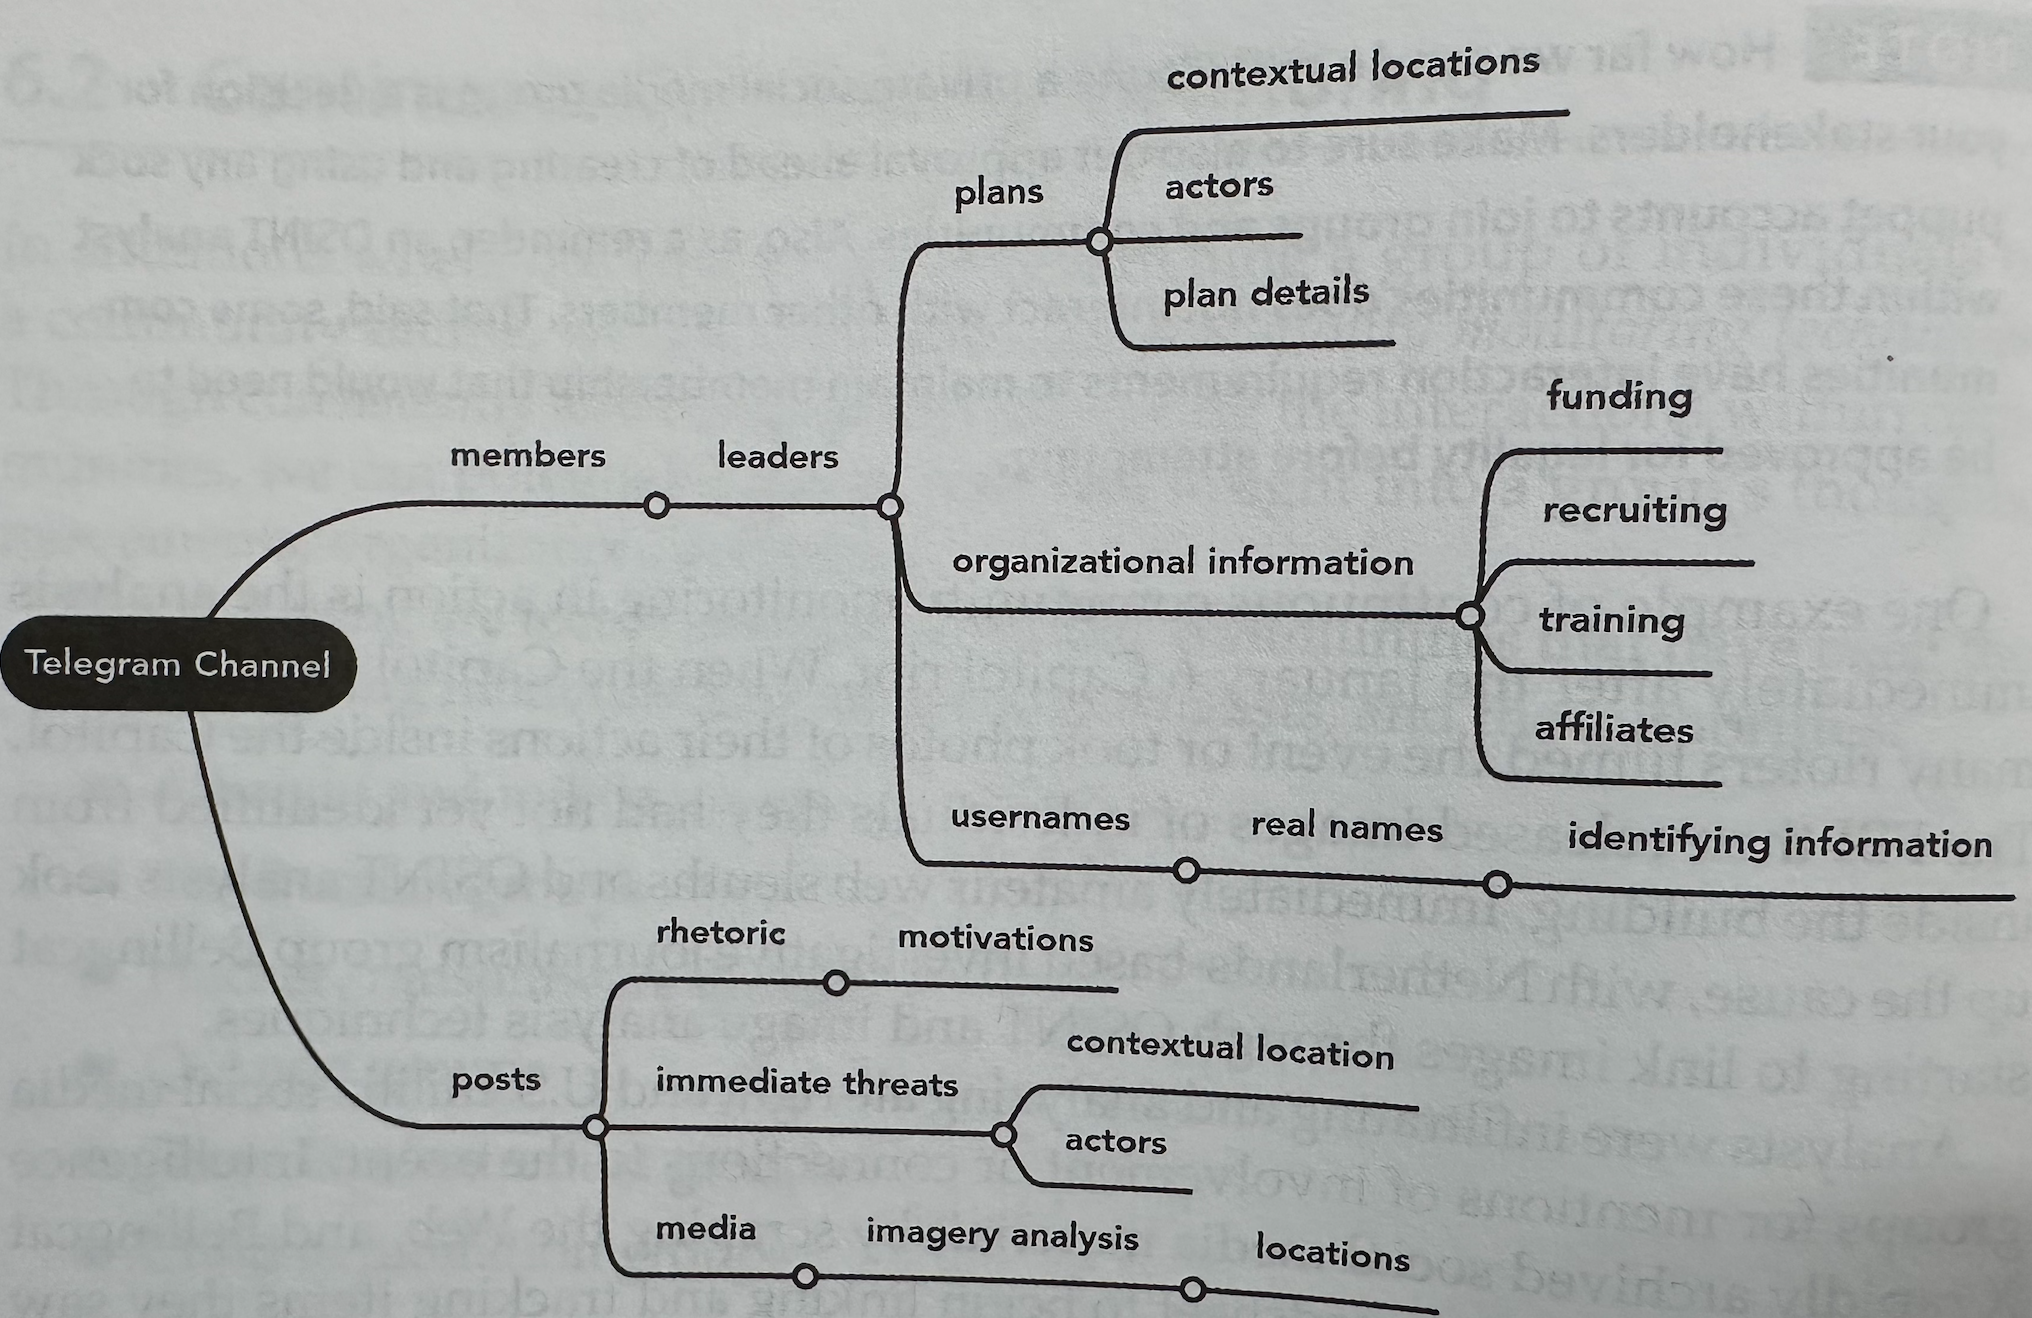 contextual locations
plans
actors
plan details
members
leaders
organizational information
funding
recruiting
training
affiliates
usernames
real names
identifying information
Telegram Channel
posts
rhetoric
motivations
immediate threats
contextual location
actors
media
imagery analysis
locations